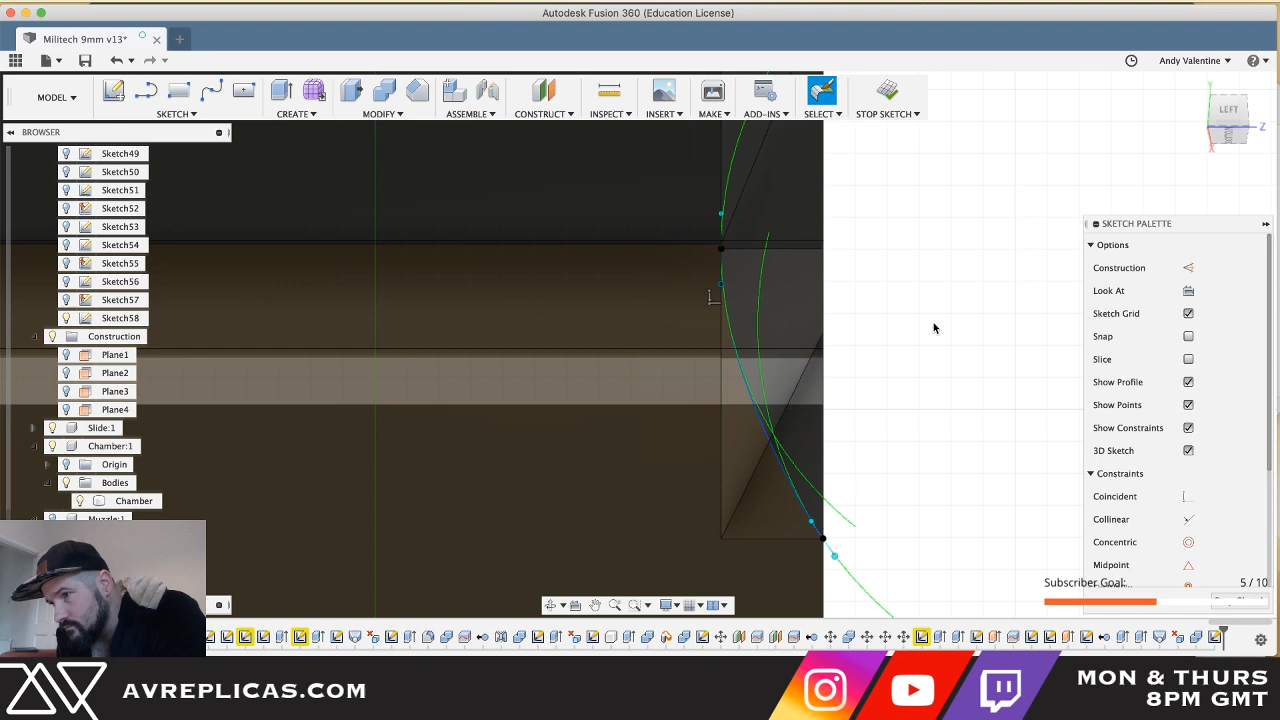 Autodesk Fusion 360 (Education License)
Militech 9mm v13*
Andy Valentine
MODEL
SKETCH
CREATE
MODIFY
ASSEMBLE
CONSTRUCT
INSPECT
INSERT
MAKE
ADD-INS
SELECT
STOP SKETCH
BROWSER
Sketch49
Sketch50
Sketch51
Sketch52
Sketch53
Sketch54
Sketch55
Sketch56
Sketch57
Sketch58
Construction
Plane1
Plane2
Plane3
Plane4
Slide:1
Chamber:1
Origin
Bodies
Chamber
Muzzle:1
Y
LEFT
Z
X
SKETCH PALETTE
Options
Construction
Look At
Sketch Grid
Snap
Slice
Show Profile
Show Points
Show Constraints
3D Sketch
Constraints
Coincident
Collinear
Concentric
Midpoint
Subscriber Goal: 5 / 10
AVREPLICAS.COM
MON & THURS
8PM GMT